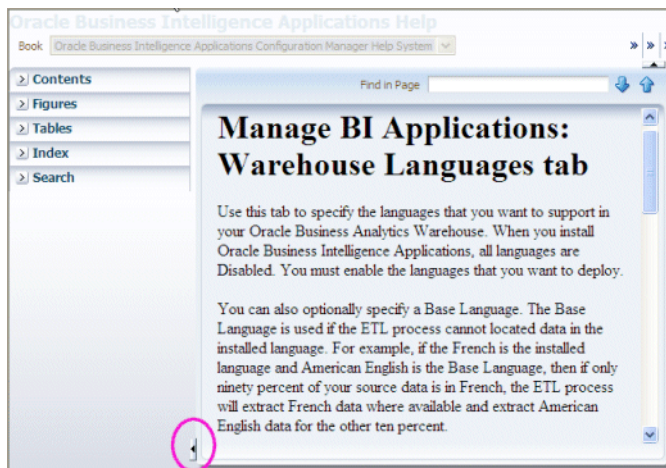 Oracle Business Intelligence Applications Help
Book Oracle Business Intelligence Applications Configuration Manager Help System
Contents
Figures
Tables
Index
Search
Find in Page
Manage BI Applications:
Warehouse Languages tab
Use this tab to specify the languages that you want to support in
your Oracle Business Analytics Warehouse. When you install
Oracle Business Intelligence Applications, all languages are
Disabled. You must enable the languages that you want to deploy.
You can also optionally specify a Base Language. The Base
Language is used if the ETL process cannot located data in the
installed language. For example, if the French is the installed
language and American English is the Base Language, then if only
ninety percent of your source data is in French, the ETL process
will extract French data where available and extract American
English data for the other ten percent.